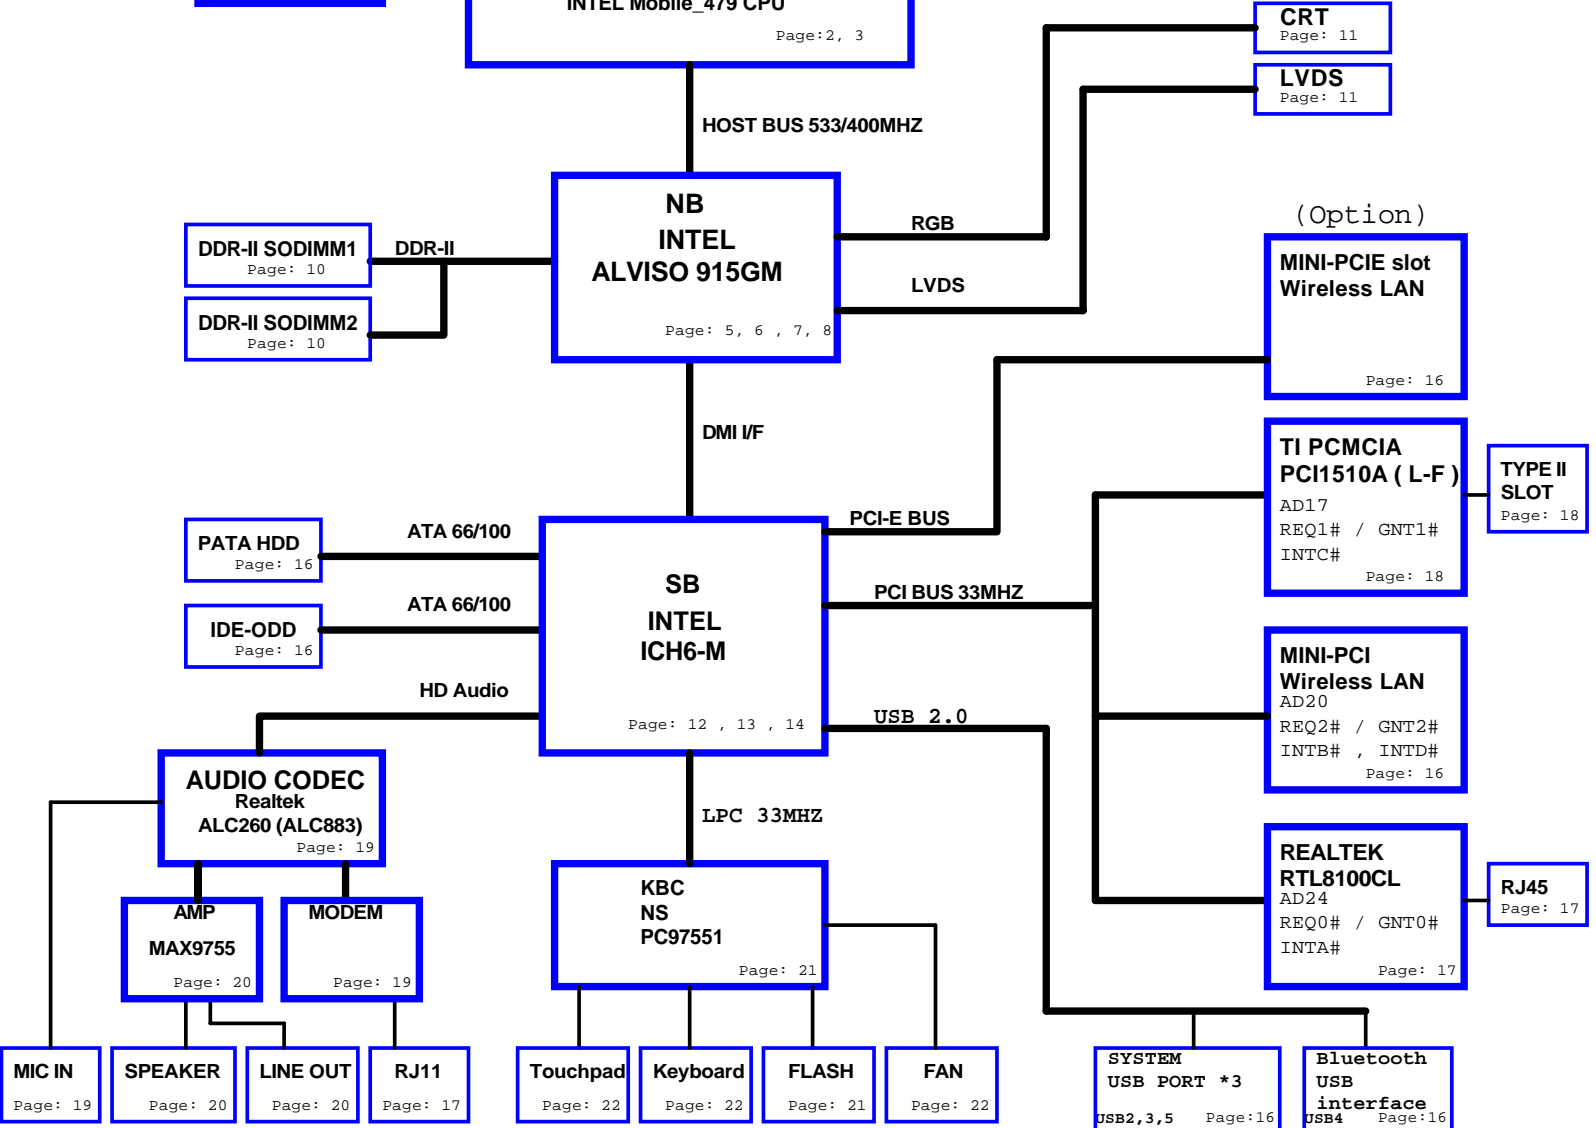 INTEL Mobile_479 CPU
Page:2, 3
CRT
Page: 11
LVDS
Page: 11
HOST BUS 533/400MHZ
NB
INTEL
ALVISO 915GM
Page: 5, 6 , 7, 8
RGB
LVDS
DDR-II SODIMM1
Page: 10
DDR-II
DDR-II SODIMM2
Page: 10
(Option)
MINI-PCIE slot
Wireless LAN
Page: 16
DMI I/F
TI PCMCIA
PCI1510A ( L-F )
AD17
REQ1# / GNT1#
INTC#
Page: 18
TYPE II
SLOT
Page: 18
PCI-E BUS
PATA HDD
Page: 16
ATA 66/100
IDE-ODD
Page: 16
ATA 66/100
SB
INTEL
ICH6-M
Page: 12 , 13 , 14
PCI BUS 33MHZ
HD Audio
USB 2.0
MINI-PCI
Wireless LAN
AD20
REQ2# / GNT2#
INTB# , INTD#
Page: 16
AUDIO CODEC
Realtek
ALC260 (ALC883)
Page: 19
LPC 33MHZ
KBC
NS
PC97551
Page: 21
REALTEK
RTL8100CL
AD24
REQ0# / GNT0#
INTA#
Page: 17
RJ45
Page: 17
AMP
MAX9755
Page: 20
MODEM
Page: 19
MIC IN
Page: 19
SPEAKER
Page: 20
LINE OUT
Page: 20
RJ11
Page: 17
Touchpad
Page: 22
Keyboard
Page: 22
FLASH
Page: 21
FAN
Page: 22
SYSTEM
USB PORT *3
USB2,3,5 Page:16
Bluetooth
USB
interface
USB4 Page:16